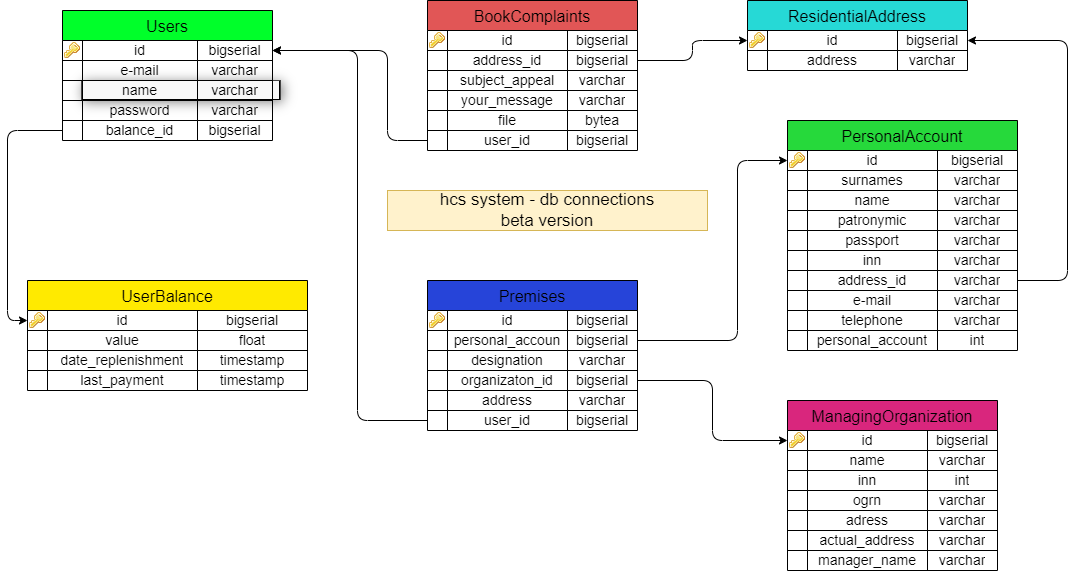 Users
id bigserial
e-mail varchar
name varchar
password varchar
balance_id bigserial
BookComplaints
id bigserial
address_id bigserial
subject_appeal varchar
your_message varchar
file bytea
user_id bigserial
ResidentialAddress
id bigserial
address varchar
PersonalAccount
id bigserial
surnames varchar
name varchar
patronymic varchar
passport varchar
inn varchar
address_id varchar
e-mail varchar
telephone varchar
personal_account int
hcs system - db connections
beta version
UserBalance
id bigserial
value float
date_replenishment timestamp
last_payment timestamp
Premises
id bigserial
personal_accoun bigserial
designation varchar
organizaton_id bigserial
address varchar
user_id bigserial
ManagingOrganization
id bigserial
name varchar
inn int
ogrn varchar
adress varchar
actual_address varchar
manager_name varchar